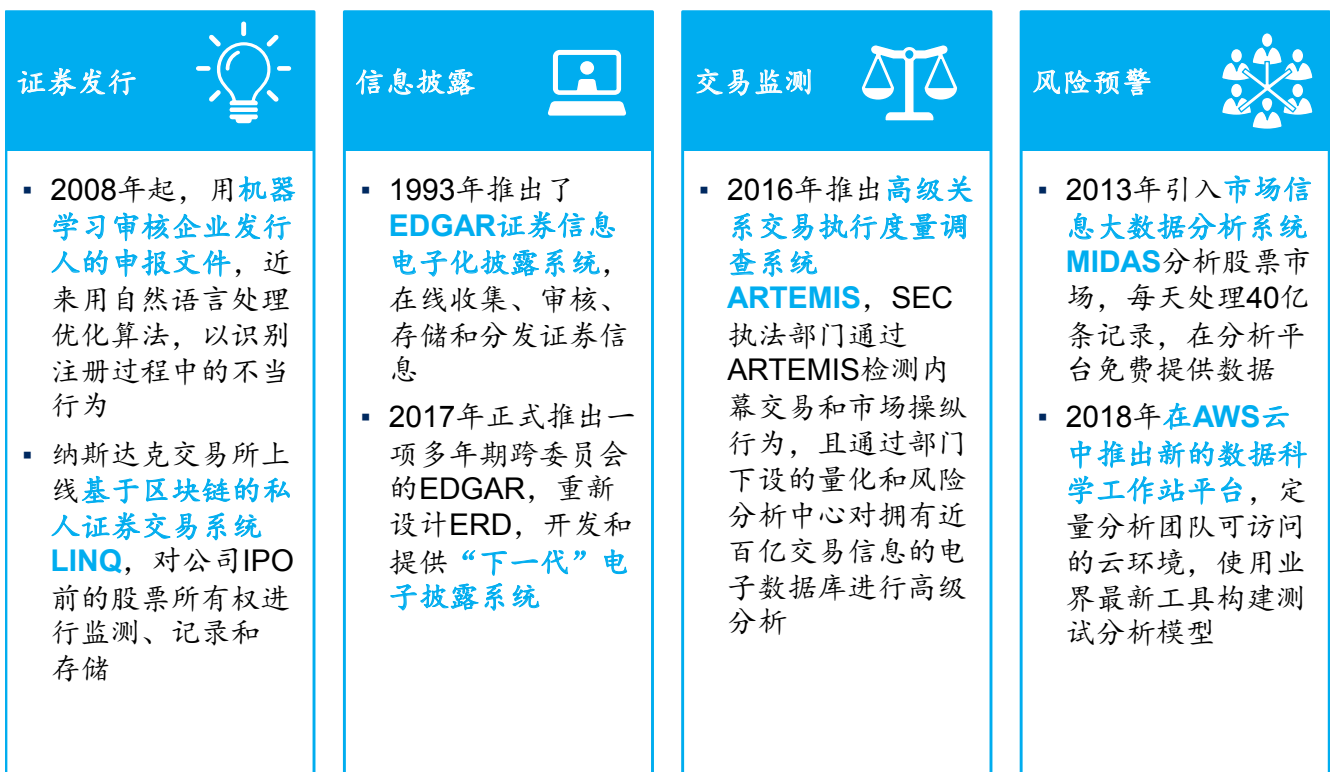 证券发行
▪ 2008年起，用机器
学习审核企业发行
人的申报文件，近
来用自然语言处理
优化算法，以识别
注册过程中的不当
行为
▪ 纳斯达克交易所上
线基于区块链的私
人证券交易系统
LINQ，对公司IPO
前的股票所有权进
行监测、记录和
存储
信息披露
▪ 1993年推出了
EDGAR证券信息
电子化披露系统，
在线收集、审核、
存储和分发证券信
息
▪ 2017年正式推出一
项多年期跨委员会
的EDGAR，重新
设计ERD，开发和
提供“下一代”电
子披露系统
交易监测
▪ 2016年推出高级关
系交易执行度量调
查系统
ARTEMIS，SEC
执法部门通过
ARTEMIS检测内
幕交易和市场操纵
行为，且通过部门
下设的量化和风险
分析中心对拥有近
百亿交易信息的电
子数据库进行高级
分析
风险预警
▪ 2013年引入市场信
息大数据分析系统
MIDAS分析股票市
场，每天处理40亿
条记录，在分析平
台免费提供数据
▪ 2018年在AWS云
中推出新的数据科
学工作站平台，定
量分析团队可访问
的云环境，使用业
界最新工具构建测
试分析模型